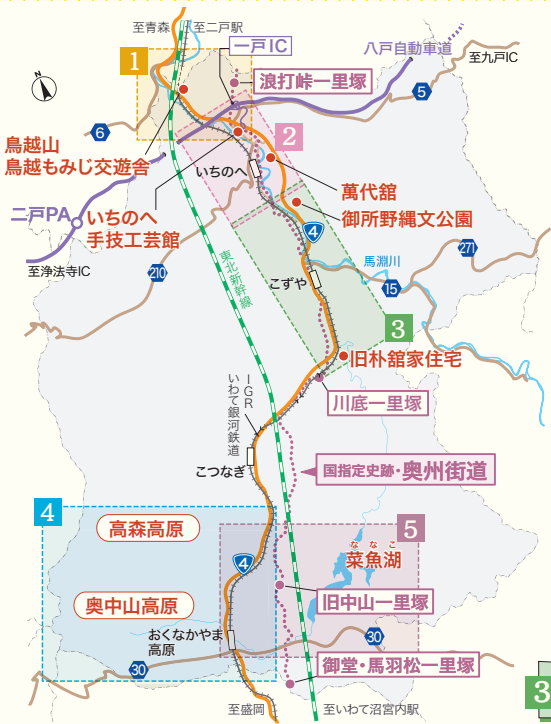 至青森
至二戸駅
一戸IC
八戸自動車道
至九戸IC
1
N
浪打峠一里塚
5
6
鳥越山
鳥越もみじ交遊舎
2
いちのへ
萬代舘
二戸PA
いちのへ
手技工芸館
御所野縄文公園
4
至浄法寺IC
210
東北新幹線
馬淵川
271
こずや
15
3
旧朴舘家住宅
川底一里塚
IGR
いわて銀河鉄道
こつなぎ
国指定史跡・奥州街道
4
5
高森高原
ななこ
菜魚湖
4
奥中山高原
旧中山一里塚
おくなかやま
高原
30
30
御堂・馬羽松一里塚
至盛岡
至いわて沼宮内駅
3